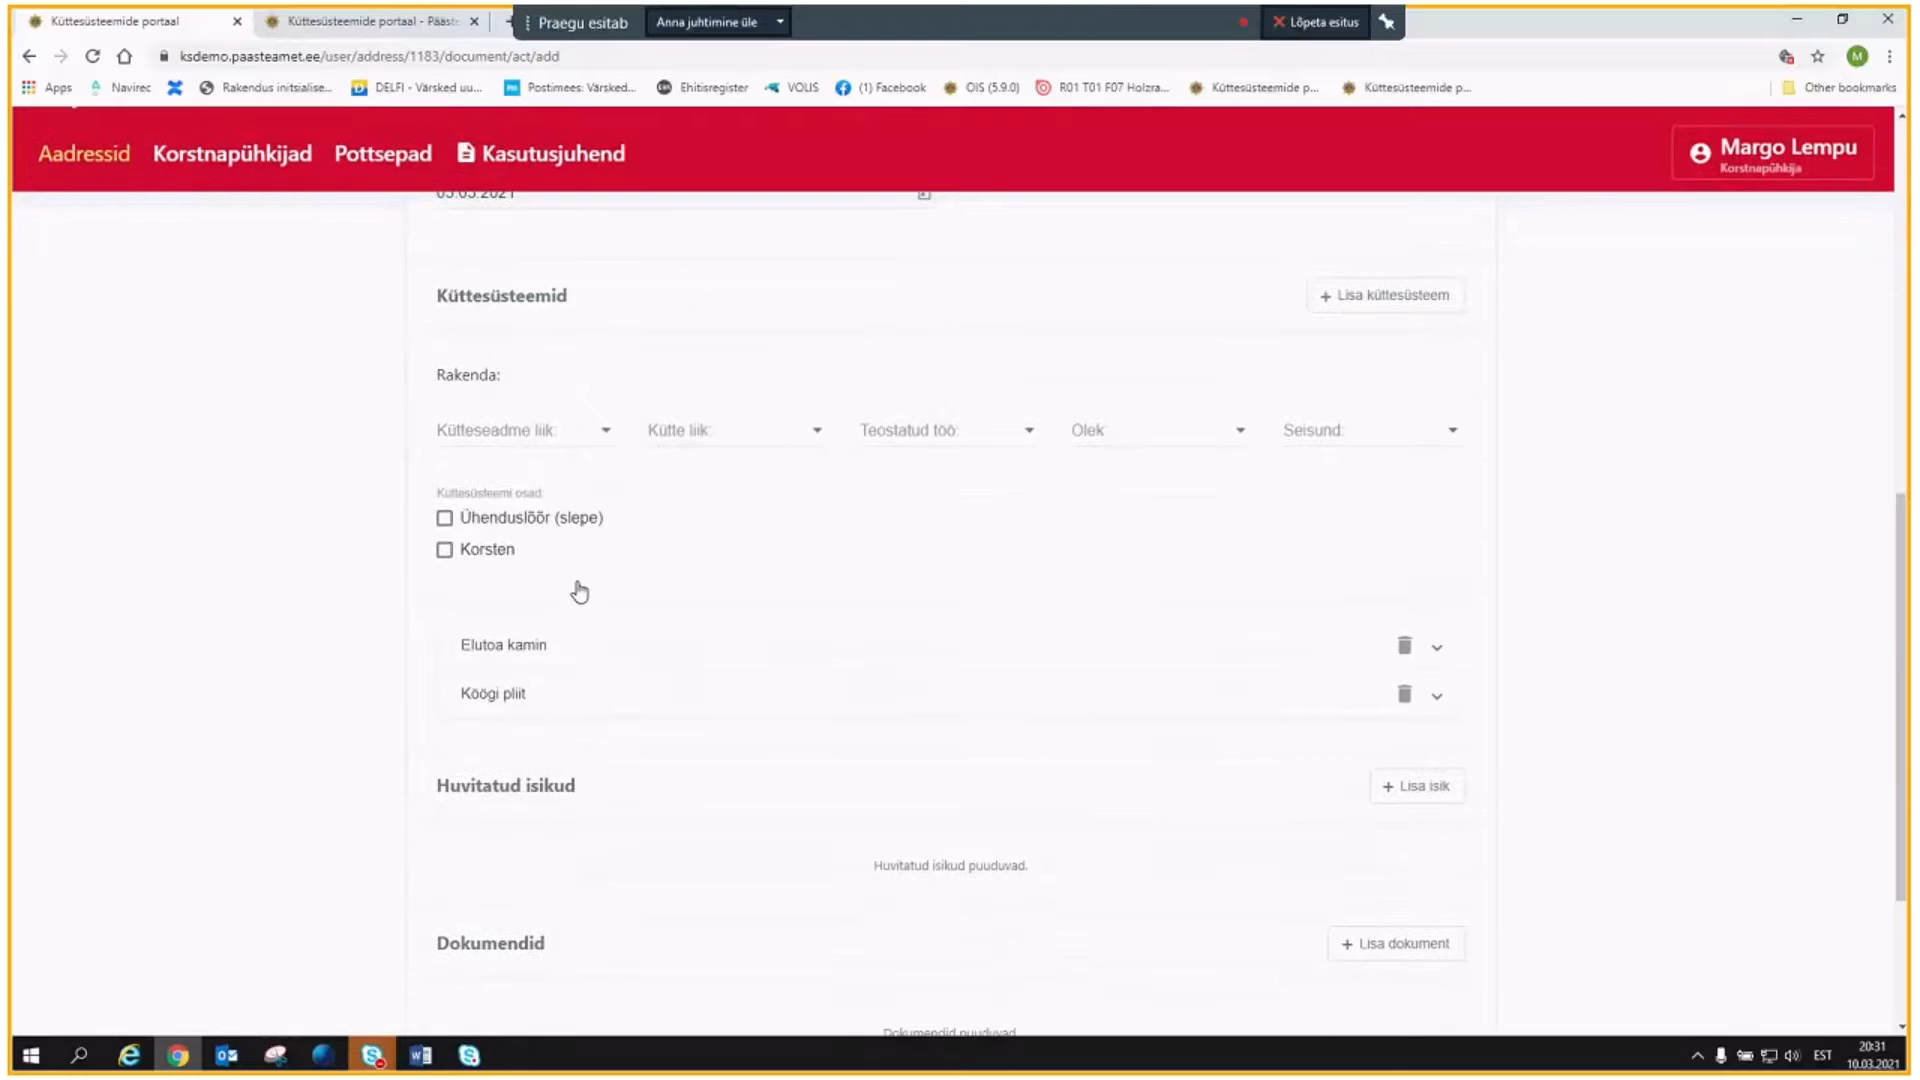 Küttesüsteemide portaal
Küttesüsteemide portaal - Pääste
Praegu esitab
Anna juhtimine üle
Lõpeta esitus
ksdemo.paasteamet.ee/user/address/1183/document/act/add
M
Apps
Navirec
Rakendus initsialise...
DELFI - Värsked uu...
Postimees: Värsked...
Ehitisregister
VOLIS
(1) Facebook
OIS (5.9.0)
R01 T01 F07 Holzra...
Küttesüsteemide p...
Küttesüsteemide p...
Other bookmarks
Aadressid
Korstnapühkijad
Pottsepad
Kasutusjuhend
Margo Lempu
Korstnapühkija
Küttesüsteemid
+ Lisa küttesüsteem
Rakenda:
Kütteseadme liik:
Kütte liik:
Teostatud töö:
Olek
Seisund:
Küttesüsteemi osad
Ühenduslõõr (slepe)
Korsten
Elutoa kamin
Köögi pliit
Huvitatud isikud
+ Lisa isik
Huvitatud isikud puuduvad.
Dokumendid
+ Lisa dokument
Dokumendid puuduvad
EST
20:31
10.03.2021